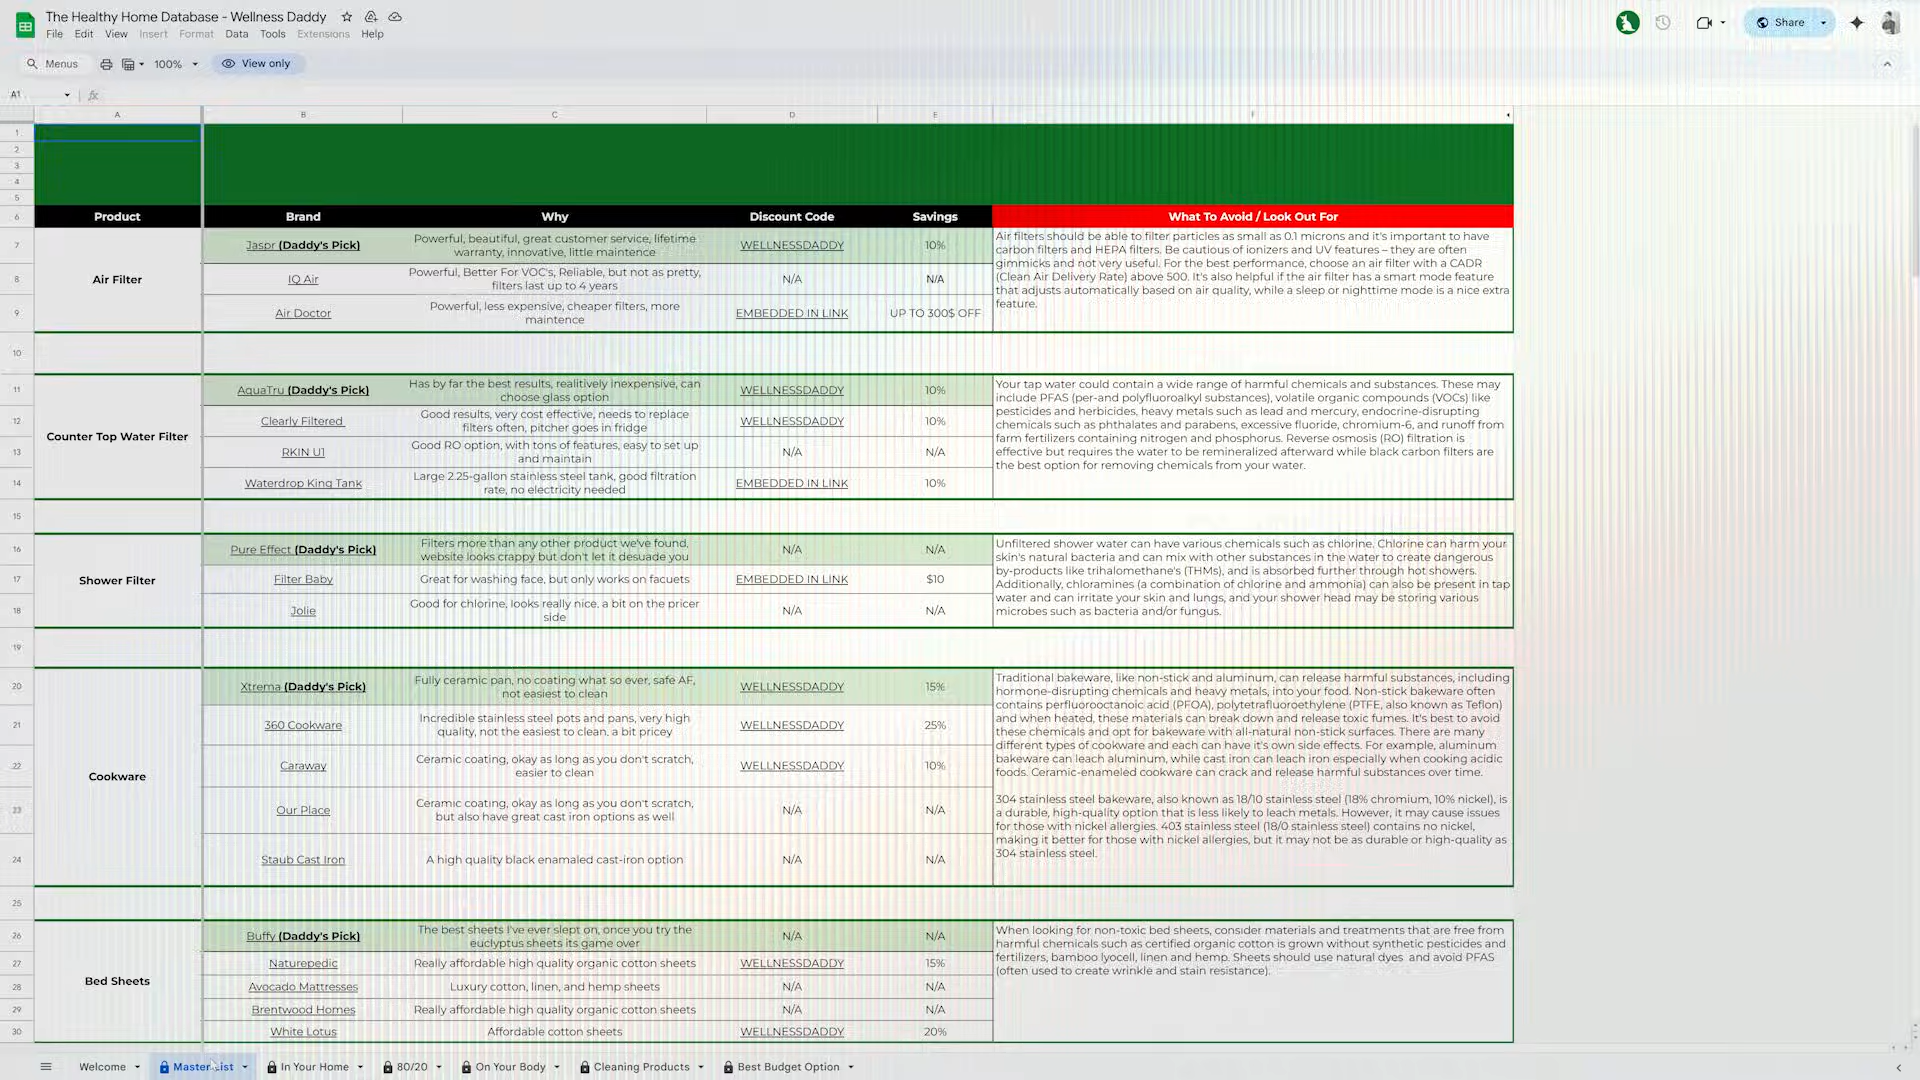 The Healthy Home Database - Wellness Daddy
Share
File Edit View Insert Format Data Tools Extensions Help
Menus 100% View only
A1
A B C D E F
1
2
3
4
5
6 Product Brand Why Discount Code Savings What To Avoid / Look Out For
Air Filter
7 Jaspr (Daddy's Pick)
Powerful, beautiful, great customer service, lifetime
warranty, innovative, little maintence
WELLNESSDADDY 10%
8 IQ Air
Powerful, Better For VOC's, Reliable, but not as pretty,
filters last up to 4 years
N/A N/A
9 Air Doctor
Powerful, less expensive, cheaper filters, more
maintence
EMBEDDED IN LINK UP TO 300$ OFF
Air filters should be able to filter particles as small as 0.1 microns and it's important to have
carbon filters and HEPA filters. Be cautious of ionizers and UV features – they are often
gimmicks and not very useful. For the best performance, choose an air filter with a CADR
(Clean Air Delivery Rate) above 500. It's also helpful if the air filter has a smart mode feature
that adjusts automatically based on air quality, while a sleep or nighttime mode is a nice extra
feature.
10
Counter Top Water Filter
11 AquaTru (Daddy's Pick)
Has by far the best results, realitively inexpensive, can
choose glass option
WELLNESSDADDY 10%
12 Clearly Filtered
Good results, very cost effective, needs to replace
filters often, pitcher goes in fridge
WELLNESSDADDY 10%
13 RKIN U1
Good RO option, with tons of features, easy to set up
and maintain
N/A N/A
14 Waterdrop King Tank
Large 2.25-gallon stainless steel tank, good filtration
rate, no electricity needed
EMBEDDED IN LINK 10%
Your tap water could contain a wide range of harmful chemicals and substances. These may
include PFAS (per-and polyfluoroalkyl substances), volatile organic compounds (VOCs) like
pesticides and herbicides, heavy metals such as lead and mercury, endocrine-disrupting
chemicals such as phthalates and parabens, excessive fluoride, chromium-6, and runoff from
farm fertilizers containing nitrogen and phosphorus. Reverse osmosis (RO) filtration is
effective but requires the water to be remineralized afterward while black carbon filters are
the best option for removing chemicals from your water.
15
Shower Filter
16 Pure Effect (Daddy's Pick)
Filters more than any other product we've found,
website looks crappy but don't let it desuade you
N/A N/A
17 Filter Baby
Great for washing face, but only works on facuets
EMBEDDED IN LINK $10
18 Jolie
Good for chlorine, looks really nice, a bit on the pricer
side
N/A N/A
Unfiltered shower water can have various chemicals such as chlorine. Chlorine can harm your
skin's natural bacteria and can mix with other substances in the water to create dangerous
by-products like trihalomethane's (THMs), and is absorbed further through hot showers.
Additionally, chloramines (a combination of chlorine and ammonia) can also be present in tap
water and can irritate your skin and lungs, and your shower head may be storing various
microbes such as bacteria and/or fungus.
19
Cookware
20 Xtrema (Daddy's Pick)
Fully ceramic pan, no coating what so ever, safe AF,
not easiest to clean
WELLNESSDADDY 15%
21 360 Cookware
Incredible stainless steel pots and pans, very high
quality, not the easiest to clean, a bit pricey
WELLNESSDADDY 25%
22 Caraway
Ceramic coating, okay as long as you don't scratch,
easier to clean
WELLNESSDADDY 10%
23 Our Place
Ceramic coating, okay as long as you don't scratch,
but also have great cast iron options as well
N/A N/A
24 Staub Cast Iron
A high quality black enamaled cast-iron option
N/A N/A
Traditional bakeware, like non-stick and aluminum, can release harmful substances, including
hormone-disrupting chemicals and heavy metals, into your food. Non-stick bakeware often
contains perfluorooctanoic acid (PFOA), polytetrafluoroethylene (PTFE, also known as Teflon)
and when heated, these materials can break down and release toxic fumes. It's best to avoid
these chemicals and opt for bakeware with all-natural non-stick surfaces. There are many
different types of cookware and each can have it's own side effects. For example, aluminum
bakeware can leach aluminum, while cast iron can leach iron especially when cooking acidic
foods. Ceramic-enameled cookware can crack and release harmful substances over time.
304 stainless steel bakeware, also known as 18/10 stainless steel (18% chromium, 10% nickel), is
a durable, high-quality option that is less likely to leach metals. However, it may cause issues
for those with nickel allergies. 403 stainless steel (18/0 stainless steel) contains no nickel,
making it better for those with nickel allergies, but it may not be as durable or high-quality as
304 stainless steel.
25
Bed Sheets
26 Buffy (Daddy's Pick)
The best sheets I've ever slept on, once you try the
euclyptus sheets its game over
N/A N/A
27 Naturepedic
Really affordable high quality organic cotton sheets
WELLNESSDADDY 15%
28 Avocado Mattresses
Luxury cotton, linen, and hemp sheets
N/A N/A
29 Brentwood Homes
Really affordable high quality organic cotton sheets
N/A N/A
30 White Lotus
Affordable cotton sheets
WELLNESSDADDY 20%
When looking for non-toxic bed sheets, consider materials and treatments that are free from
harmful chemicals such as certified organic cotton is grown without synthetic pesticides and
fertilizers, bamboo lyocell, linen and hemp. Sheets should use natural dyes and avoid PFAS
(often used to create wrinkle and stain resistance).
Welcome Master List In Your Home 80/20 On Your Body Cleaning Products Best Budget Option